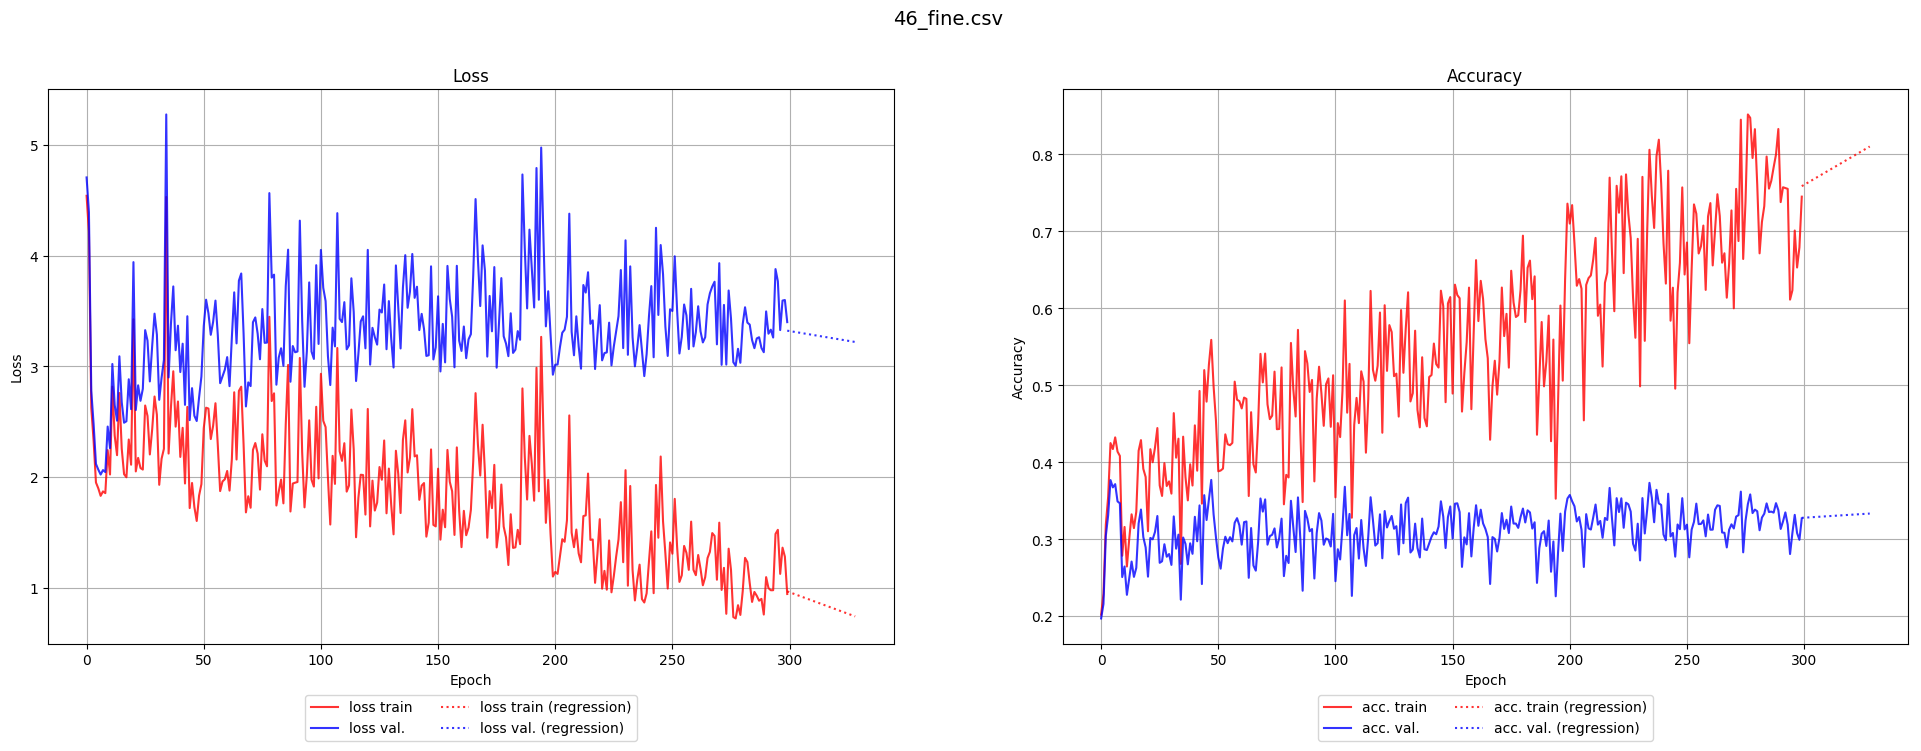 46_fine.csv
Loss
5
4
3
2
1
Loss
0 50 100 150 200 250 300
Epoch
loss train
loss val.
loss train (regression)
loss val. (regression)
Accuracy
0.8
0.7
0.6
0.5
0.4
0.3
0.2
Accuracy
0 50 100 150 200 250 300
Epoch
acc. train
acc. val.
acc. train (regression)
acc. val. (regression)